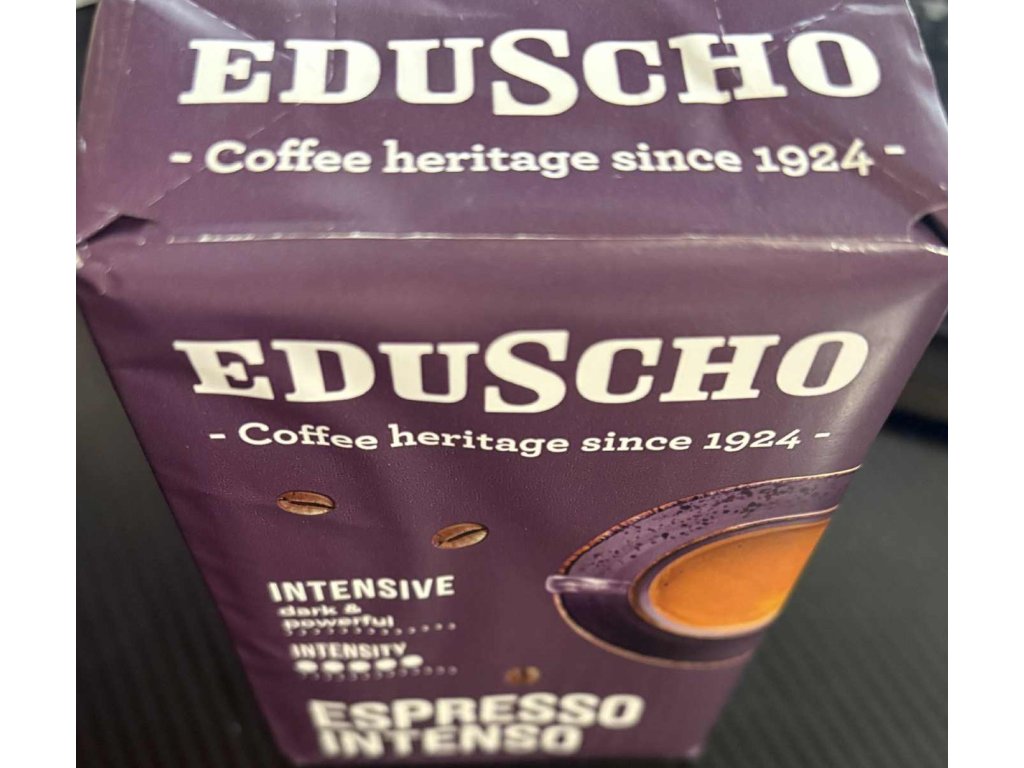 EDUSCHO
- Coffee heritage since 1924 -
EDUSCHO
- Coffee heritage since 1924 -
INTENSIVE
dark &
powerful
INTENSITY
ESPRESSO
INTENSO